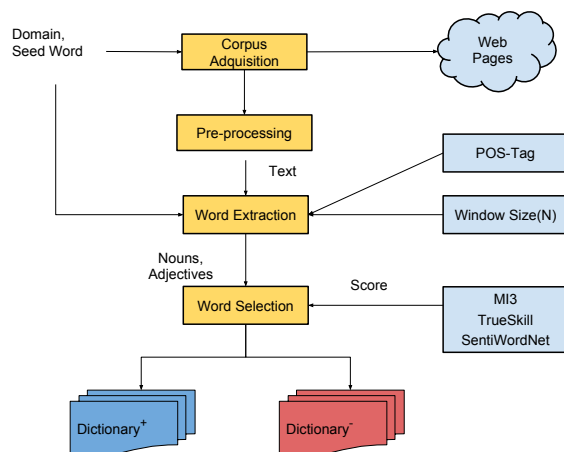 Domain,
Seed Word
Corpus
Adquisition
Web
Pages
Pre-processing
POS-Tag
Text
Word Extraction
Window Size(N)
Nouns,
Adjectives
Score
Word Selection
MI3
TrueSkill
SentiWordNet
Dictionary+
Dictionary-